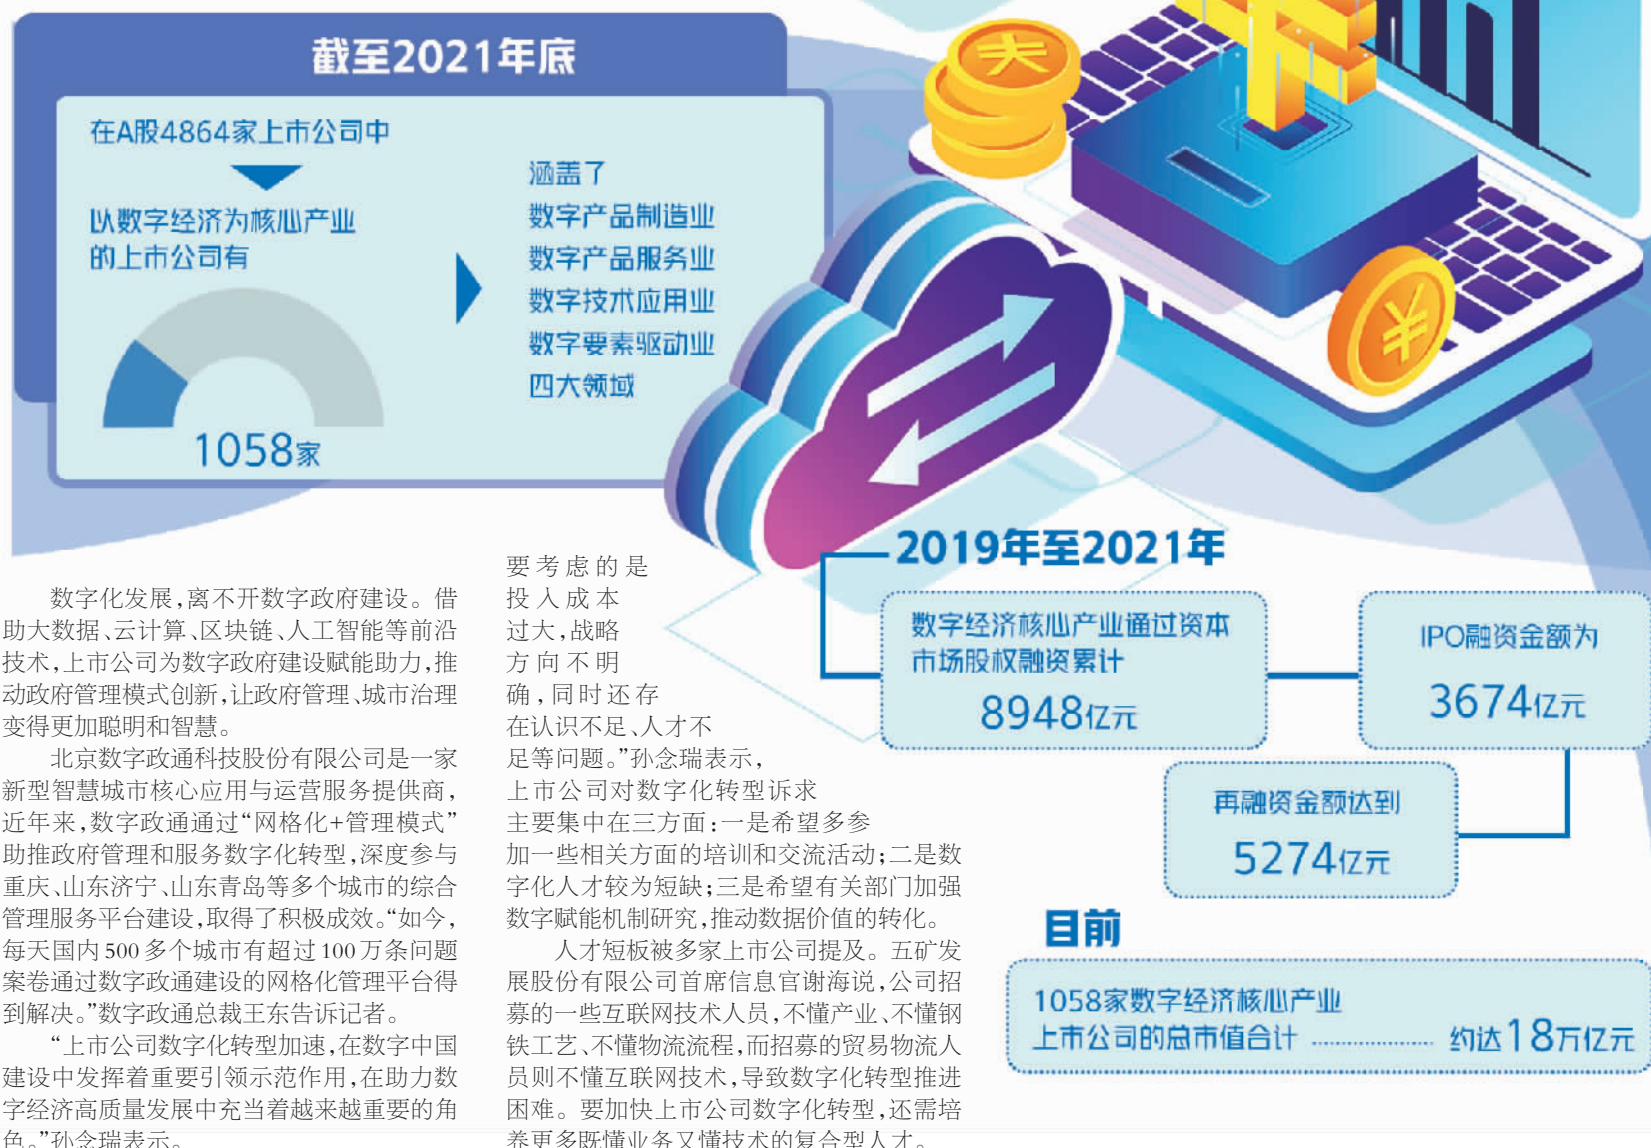 截至2021年底
在A股4864家上市公司中
以数字经济为核心产业
的上市公司有
1058家
涵盖了
数字产品制造业
数字产品服务业
数字技术应用业
数字要素驱动业
四大领域
2019年至2021年
数字经济核心产业通过资本
市场股权融资累计
8948亿元
IPO融资金额为
3674亿元
再融资金额达到
5274亿元
目前
1058家数字经济核心产业
上市公司的总市值合计 ………………… 约达18万亿元
数字化发展,离不开数字政府建设。借
助大数据、云计算、区块链、人工智能等前沿
技术,上市公司为数字政府建设赋能助力,推
动政府管理模式创新,让政府管理、城市治理
变得更加聪明和智慧。
北京数字政通科技股份有限公司是一家
新型智慧城市核心应用与运营服务提供商,
近年来,数字政通通过“网格化+管理模式”
助推政府管理和服务数字化转型,深度参与
重庆、山东济宁、山东青岛等多个城市的综合
管理服务平台建设,取得了积极成效。“如今,
每天国内500多个城市有超过100万条问题
案卷通过数字政通建设的网格化管理平台得
到解决。”数字政通总裁王东告诉记者。
“上市公司数字化转型加速,在数字中国
建设中发挥着重要引领示范作用,在助力数
字经济高质量发展中充当着越来越重要的角
色。”孙念瑞表示。
要考虑的是
投入成本
过大,战略
方向不明
确,同时还存
在认识不足、人才不
足等问题。”孙念瑞表示,
上市公司对数字化转型诉求
主要集中在三方面:一是希望多参
加一些相关方面的培训和交流活动;二是数
字化人才较为短缺;三是希望有关部门加强
数字赋能机制研究,推动数据价值的转化。
人才短板被多家上市公司提及。五矿发
展股份有限公司首席信息官谢海说,公司招
募的一些互联网技术人员,不懂产业、不懂钢
铁工艺、不懂物流流程,而招募的贸易物流人
员则不懂互联网技术,导致数字化转型推进
困难。要加快上市公司数字化转型,还需培
养更多既懂业务又懂技术的复合型人才。